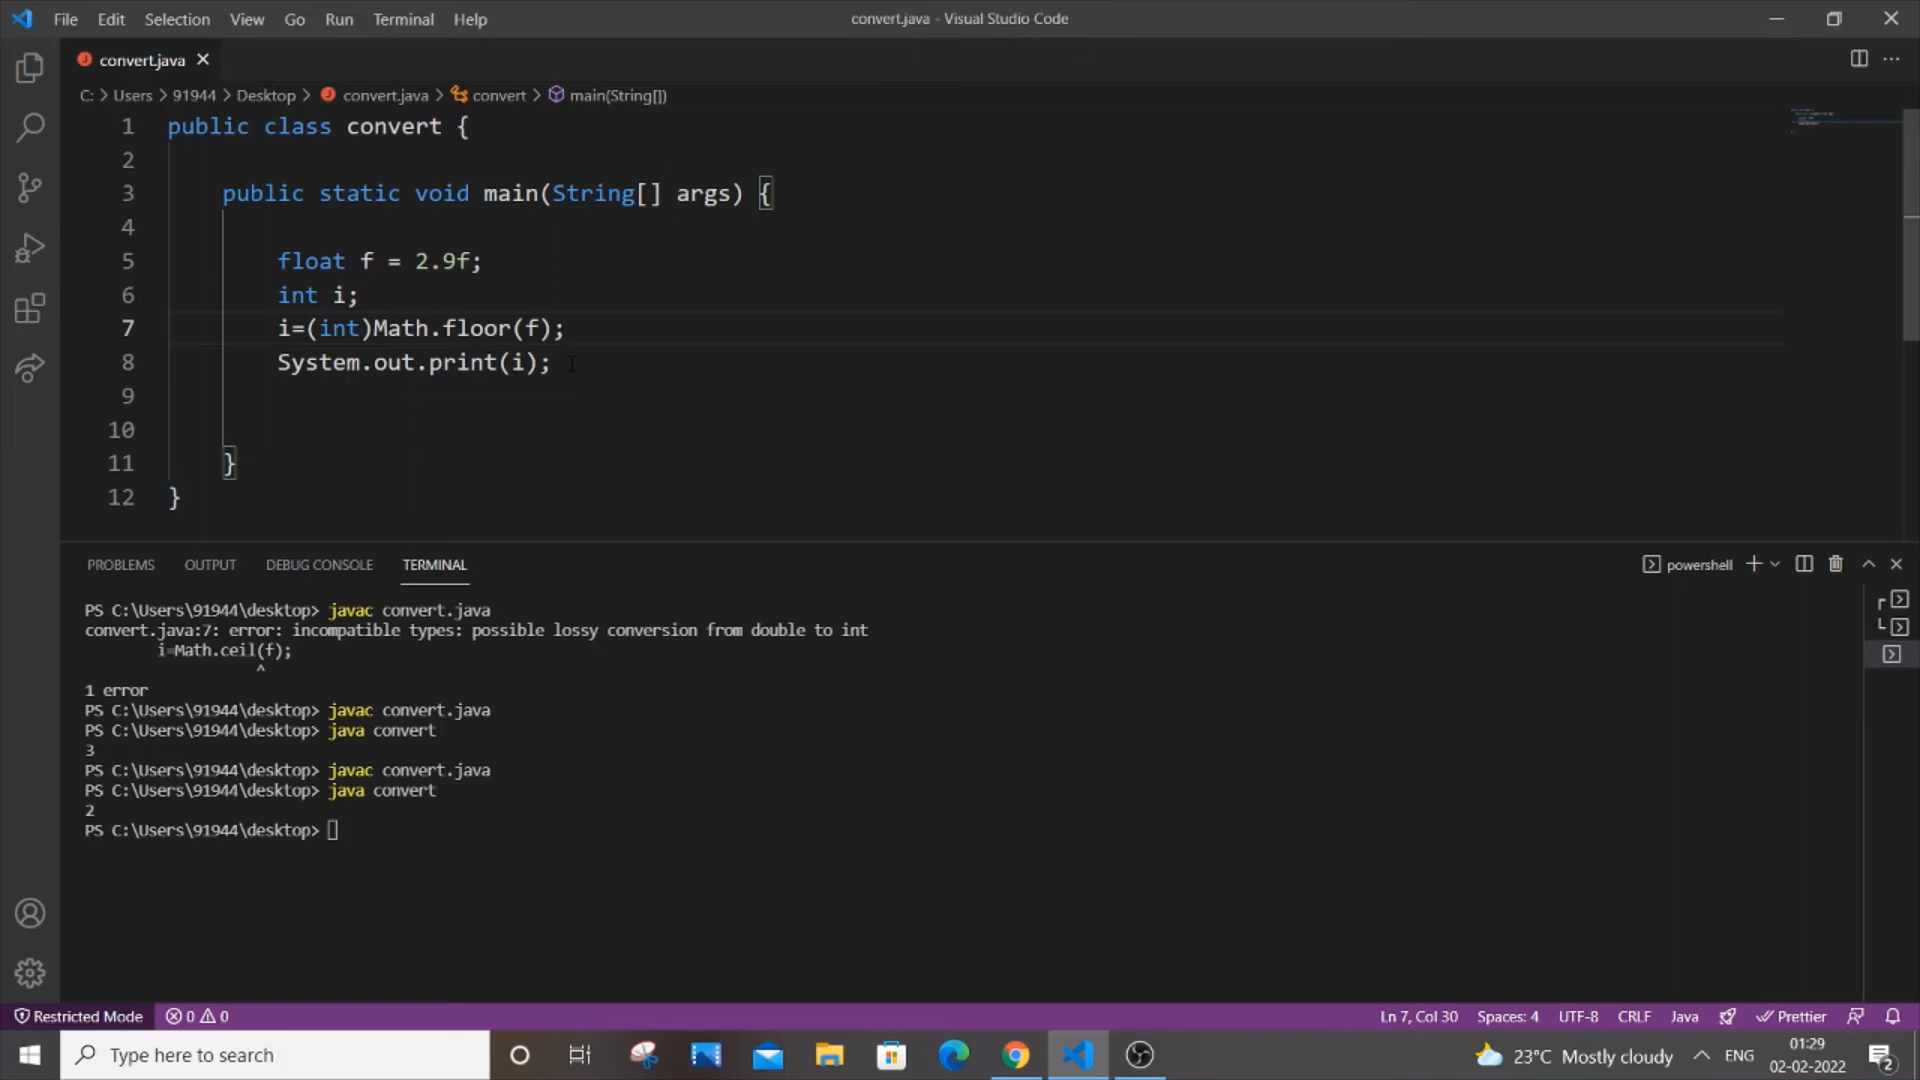 File Edit Selection View Go Run Terminal Help
convert.java - Visual Studio Code
convert.java
C: > Users > 91944 > Desktop > convert.java > convert > main(String[])
1 public class convert {
2
3 public static void main(String[] args) {
4
5 float f = 2.9f;
6 int i;
7 i=(int)Math.floor(f);
8 System.out.print(i);
9
10
11 }
12 }
PROBLEMS OUTPUT DEBUG CONSOLE TERMINAL
powershell
PS C:\Users\91944\desktop> javac convert.java
convert.java:7: error: incompatible types: possible lossy conversion from double to int
i=Math.ceil(f);
^
1 error
PS C:\Users\91944\desktop> javac convert.java
PS C:\Users\91944\desktop> java convert
3
PS C:\Users\91944\desktop> javac convert.java
PS C:\Users\91944\desktop> java convert
2
PS C:\Users\91944\desktop>
Restricted Mode 0 0
Ln 7, Col 30 Spaces: 4 UTF-8 CRLF Java Prettier
Type here to search
23°C Mostly cloudy ENG
01:29
02-02-2022
2